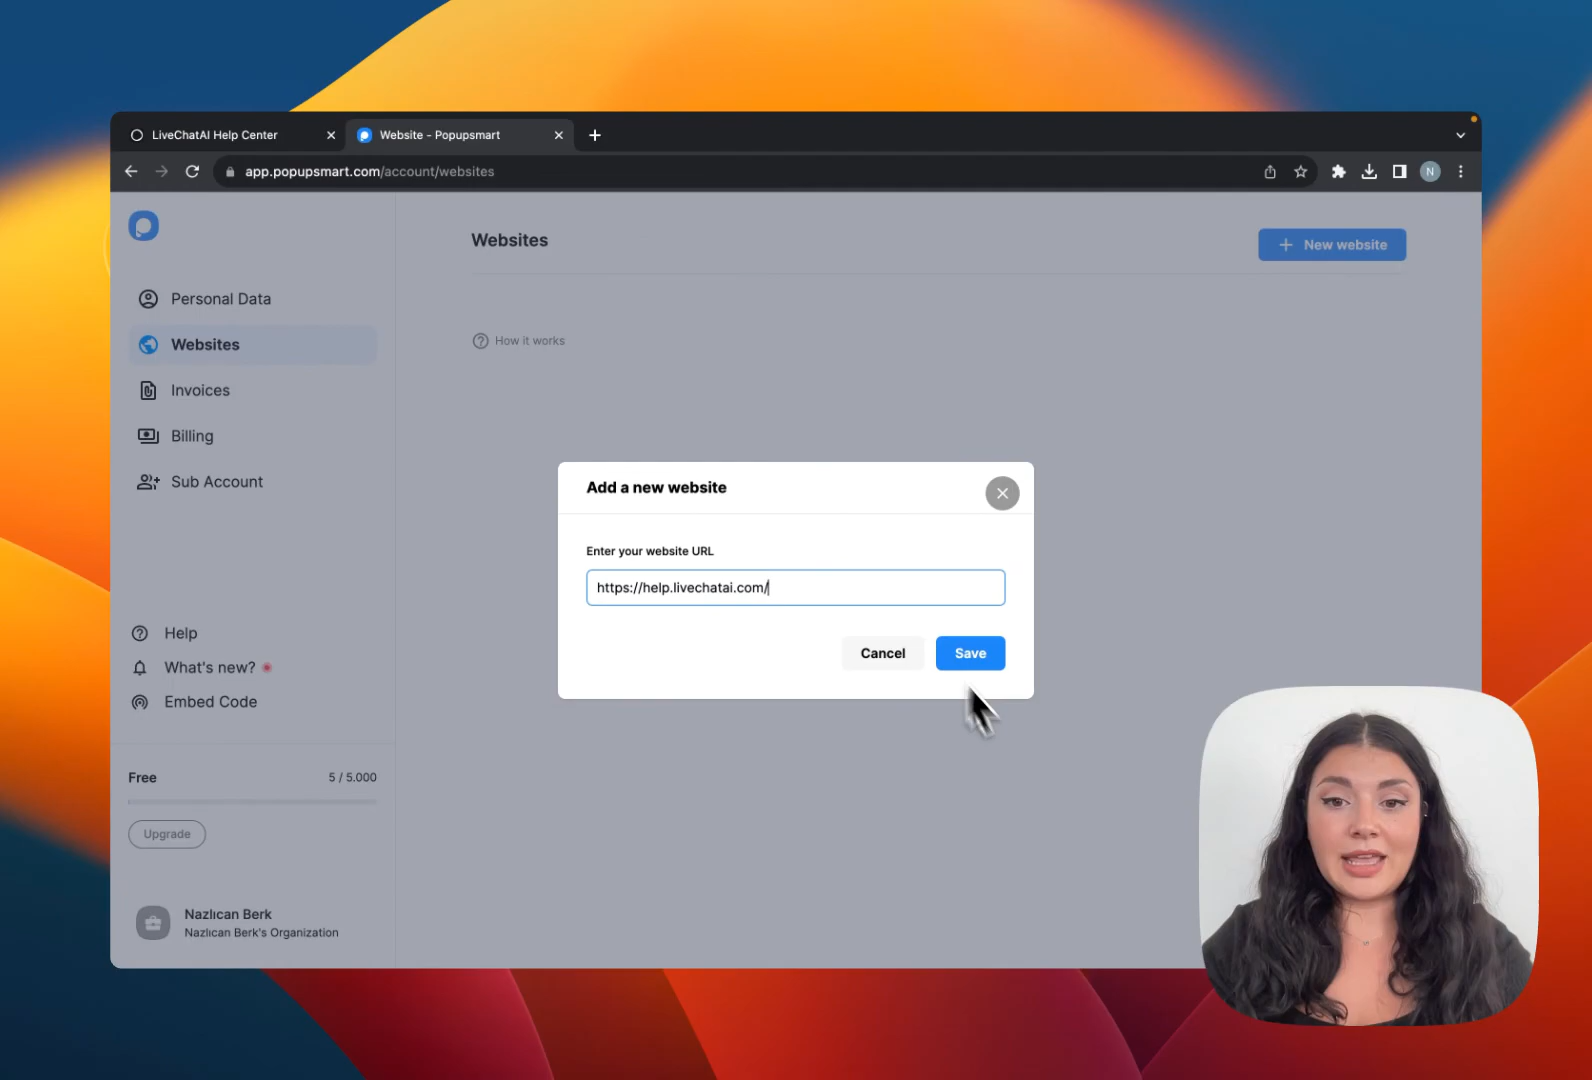 LiveChatAI Help Center
Website - Popupsmart
app.popupsmart.com/account/websites
N
Websites
New website
Personal Data
How it works
Websites
Invoices
Billing
Sub Account
Add a new website
Enter your website URL
https://help.livechatai.com/
Cancel
Save
Help
What's new?
Embed Code
Free
5 / 5.000
Upgrade
Nazlıcan Berk
Nazlıcan Berk's Organization